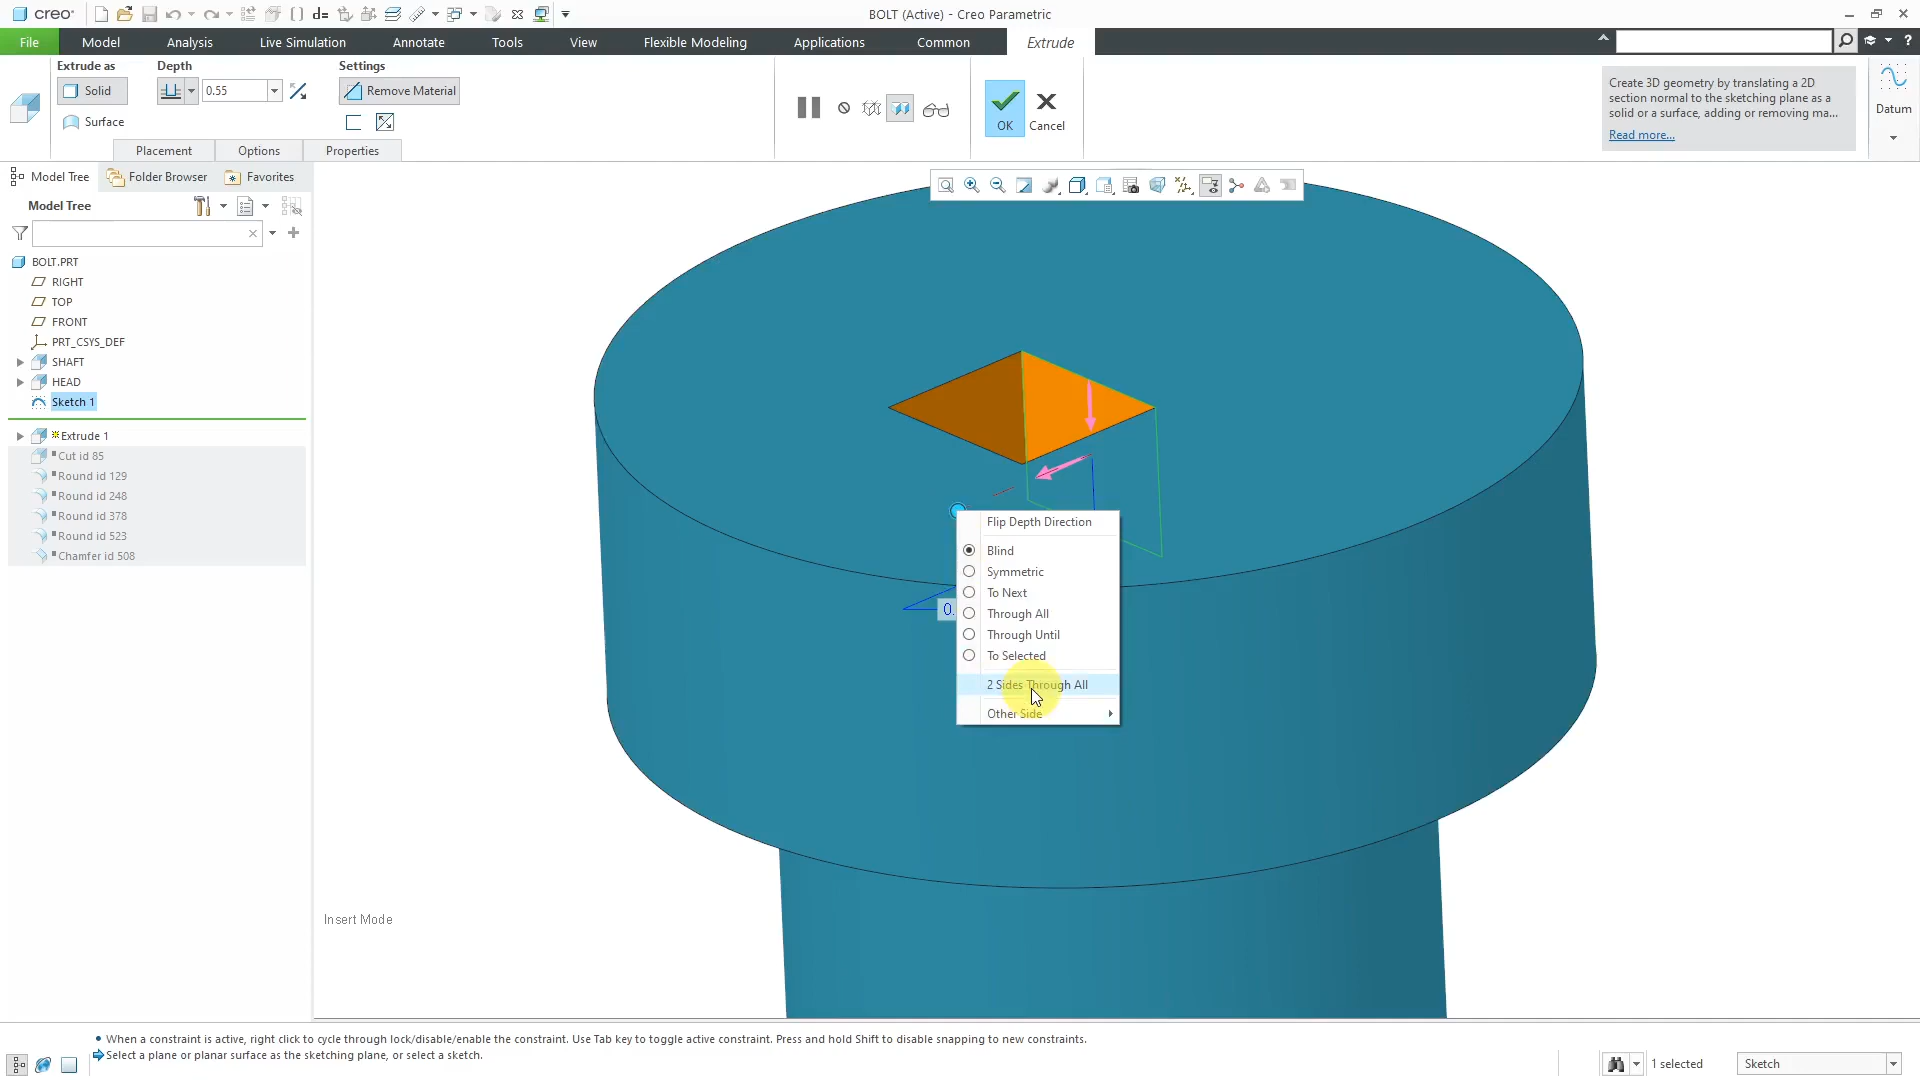 creo
BOLT (Active) - Creo Parametric
File
Model
Analysis
Live Simulation
Annotate
Tools
View
Flexible Modeling
Applications
Common
Extrude
Extrude as
Depth
Settings
Solid
0.55
Remove Material
Surface
OK
Cancel
Create 3D geometry by translating a 2D
section normal to the sketching plane as a
solid or a surface, adding or removing ma...
Read more...
Datum
Placement
Options
Properties
Model Tree
Folder Browser
Favorites
Model Tree
BOLT.PRT
RIGHT
TOP
FRONT
PRT_CSYS_DEF
SHAFT
HEAD
Sketch 1
Extrude 1
Cut id 85
Round id 129
Round id 248
Round id 378
Round id 523
Chamfer id 508
Flip Depth Direction
Blind
Symmetric
To Next
0.
Through All
Through Until
To Selected
2 Sides Through All
Other Side
Insert Mode
When a constraint is active, right click to cycle through lock/disable/enable the constraint. Use Tab key to toggle active constraint. Press and hold Shift to disable snapping to new constraints.
Select a plane or planar surface as the sketching plane, or select a sketch.
1 selected
Sketch